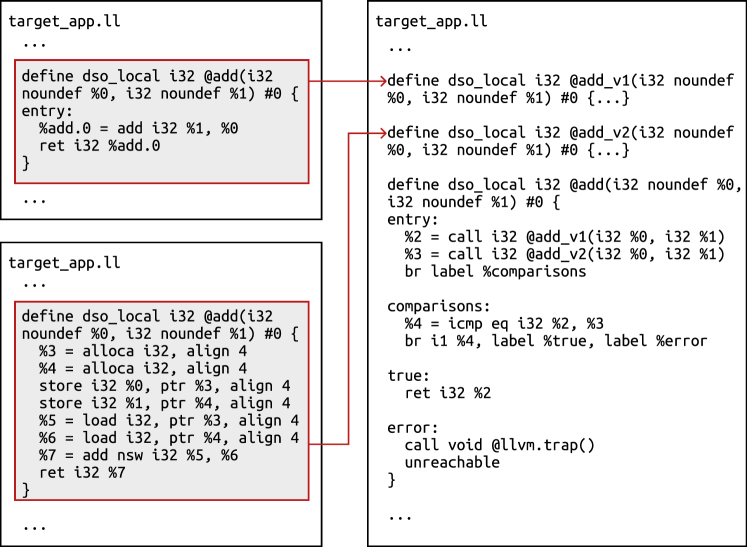 target_app.ll
...
define dso_local i32 @add(i32
noundef %0, i32 noundef %1) #0 {
entry:
%add.0 = add i32 %1, %0
ret i32 %add.0
}
...
target_app.ll
...
define dso_local i32 @add(i32
noundef %0, i32 noundef %1) #0 {
%3 = alloca i32, align 4
%4 = alloca i32, align 4
store i32 %0, ptr %3, align 4
store i32 %1, ptr %4, align 4
%5 = load i32, ptr %3, align 4
%6 = load i32, ptr %4, align 4
%7 = add nsw i32 %5, %6
ret i32 %7
}
...
target_app.ll
...
define dso_local i32 @add_v1(i32 noundef
%0, i32 noundef %1) #0 {...}
define dso_local i32 @add_v2(i32 noundef
%0, i32 noundef %1) #0 {...}
define dso_local i32 @add(i32 noundef %0,
i32 noundef %1) #0 {
entry:
%2 = call i32 @add_v1(i32 %0, i32 %1)
%3 = call i32 @add_v2(i32 %0, i32 %1)
br label %comparisons
comparisons:
%4 = icmp eq i32 %2, %3
br i1 %4, label %true, label %error
true:
ret i32 %2
error:
call void @llvm.trap()
unreachable
}
...